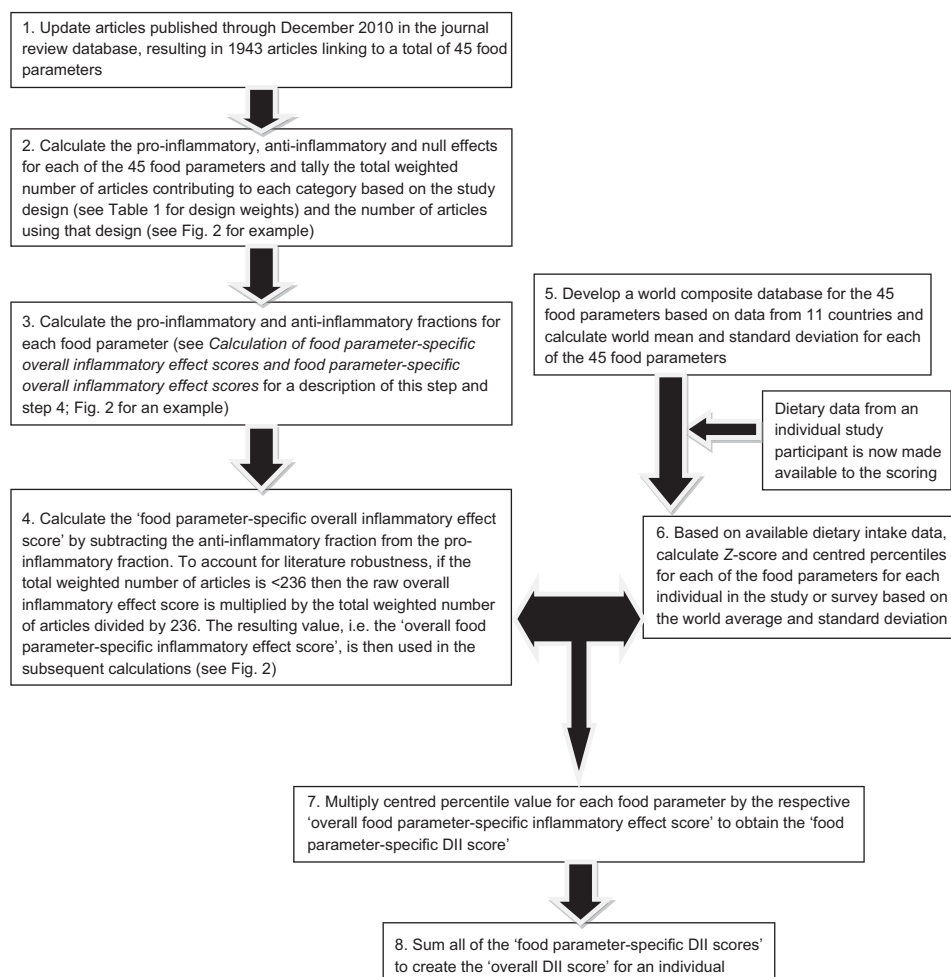 1. Update articles published through December 2010 in the journal
review database, resulting in 1943 articles linking to a total of 45 food
parameters
2. Calculate the pro-inflammatory, anti-inflammatory and null effects
for each of the 45 food parameters and tally the total weighted
number of articles contributing to each category based on the study
design (see Table 1 for design weights) and the number of articles
using that design (see Fig. 2 for example)
3. Calculate the pro-inflammatory and anti-inflammatory fractions for
each food parameter (see Calculation of food parameter-specific
overall inflammatory effect scores and food parameter-specific
overall inflammatory effect scores for a description of this step and
step 4; Fig. 2 for an example)
4. Calculate the ‘food parameter-specific overall inflammatory effect
score’ by subtracting the anti-inflammatory fraction from the pro-
inflammatory fraction. To account for literature robustness, if the
total weighted number of articles is <236 then the raw overall
inflammatory effect score is multiplied by the total weighted number
of articles divided by 236. The resulting value, i.e. the ‘overall food
parameter-specific inflammatory effect score’, is then used in the
subsequent calculations (see Fig. 2)
5. Develop a world composite database for the 45
food parameters based on data from 11 countries and
calculate world mean and standard deviation for each
of the 45 food parameters
Dietary data from an
individual study
participant is now made
available to the scoring
6. Based on available dietary intake data,
calculate Z-score and centred percentiles
for each of the food parameters for each
individual in the study or survey based on
the world average and standard deviation
7. Multiply centred percentile value for each food parameter by the respective
‘overall food parameter-specific inflammatory effect score’ to obtain the ‘food
parameter-specific DII score’
8. Sum all of the ‘food parameter-specific DII scores’
to create the ‘overall DII score’ for an individual